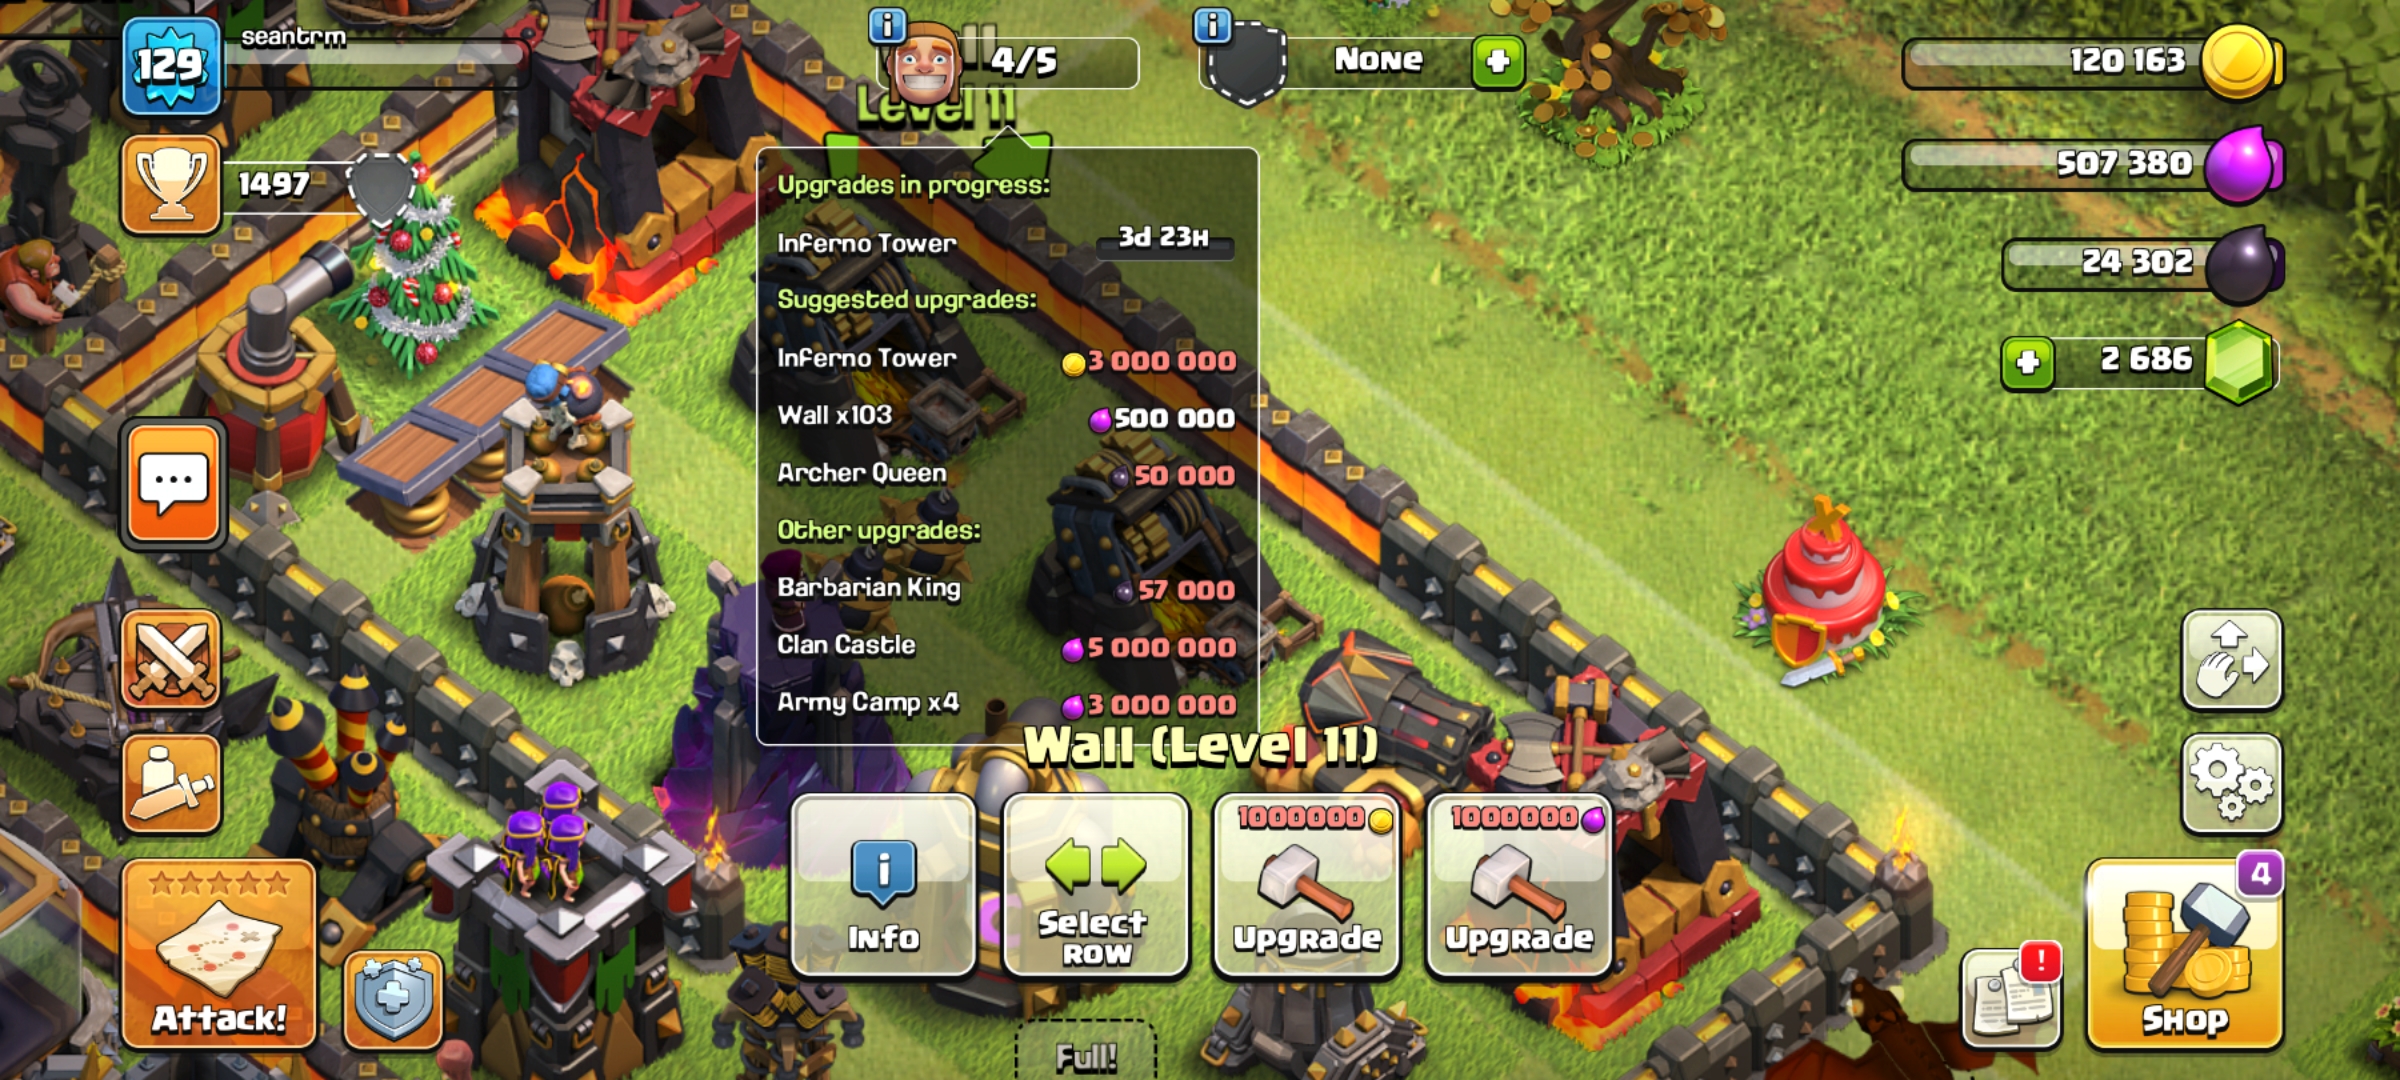 129
seantrm
4/5
None
120 163
Level 11
1497
507 380
24 302
2 686
Upgrades in progress:
Inferno Tower 3d 23H
Suggested upgrades:
Inferno Tower 3 000 000
Wall x103 500 000
Archer Queen 50 000
Other upgrades:
Barbarian King 57 000
Clan Castle 5 000 000
Army Camp x4 3 000 000
Wall (Level 11)
Info
Select
Row
1000000
Upgrade
1000000
Upgrade
Attack!
4
!
Shop
Full!